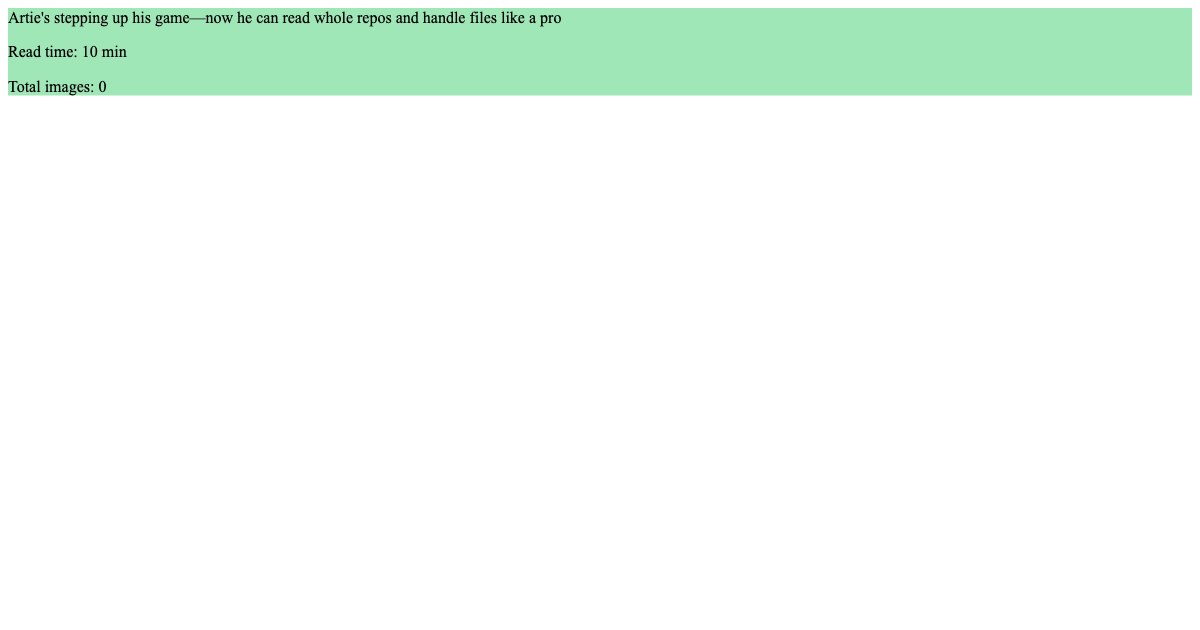 Artie's stepping up his game—now he can read whole repos and handle files like a pro
Read time: 10 min
Total images: 0